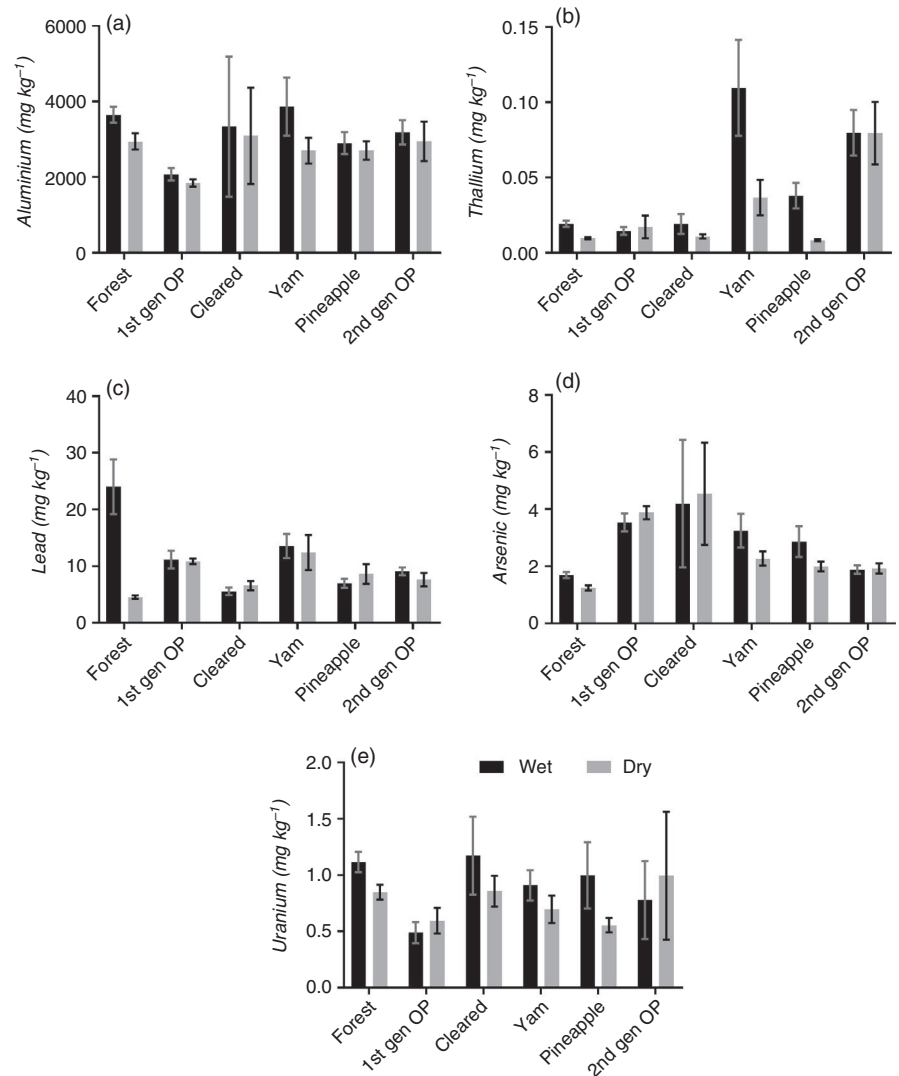 (a)
Aluminium (mg kg⁻¹)
6000
4000
2000
0
Forest
1st gen OP
Cleared
Yam
Pineapple
2nd gen OP
(b)
Thallium (mg kg⁻¹)
0.15
0.10
0.05
0.00
Forest
1st gen OP
Cleared
Yam
Pineapple
2nd gen OP
(c)
Lead (mg kg⁻¹)
40
30
20
10
0
Forest
1st gen OP
Cleared
Yam
Pineapple
2nd gen OP
(d)
Arsenic (mg kg⁻¹)
8
6
4
2
0
Forest
1st gen OP
Cleared
Yam
Pineapple
2nd gen OP
(e)
Wet
Dry
Uranium (mg kg⁻¹)
2.0
1.5
1.0
0.5
0.0
Forest
1st gen OP
Cleared
Yam
Pineapple
2nd gen OP